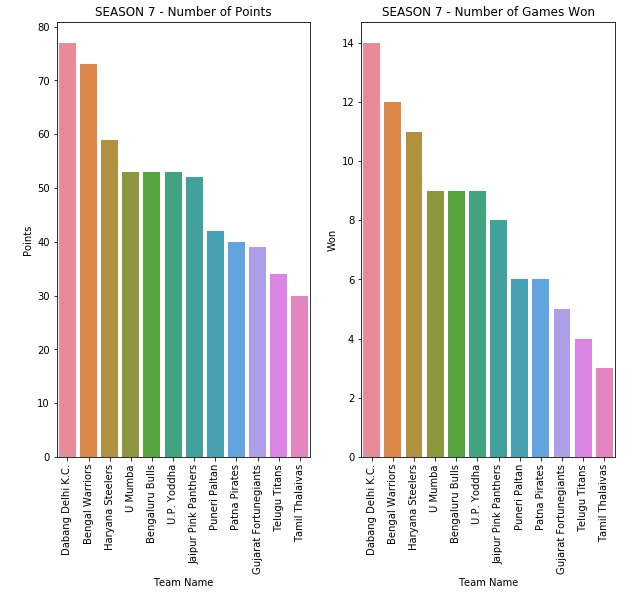 SEASON 7 - Number of Points
80
70
60
50
40
30
20
10
0
Points
Dabang Delhi K.C.
Bengal Warriors
Haryana Steelers
U Mumba
Bengaluru Bulls
U.P. Yoddha
Jaipur Pink Panthers
Puneri Paltan
Patna Pirates
Gujarat Fortunegiants
Telugu Titans
Tamil Thalaivas
Team Name
SEASON 7 - Number of Games Won
14
12
10
8
6
4
2
0
Won
Dabang Delhi K.C.
Bengal Warriors
Haryana Steelers
U Mumba
Bengaluru Bulls
U.P. Yoddha
Jaipur Pink Panthers
Puneri Paltan
Patna Pirates
Gujarat Fortunegiants
Telugu Titans
Tamil Thalaivas
Team Name